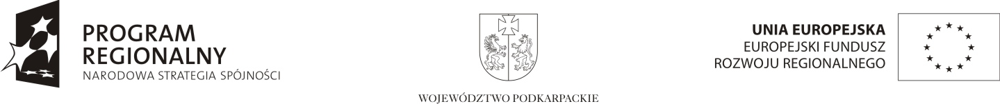 PROGRAM
REGIONALNY
NARODOWA STRATEGIA SPÓJNOŚCI
WOJEWÓDZTWO PODKARPACKIE
UNIA EUROPEJSKA
EUROPEJSKI FUNDUSZ
ROZWOJU REGIONALNEGO